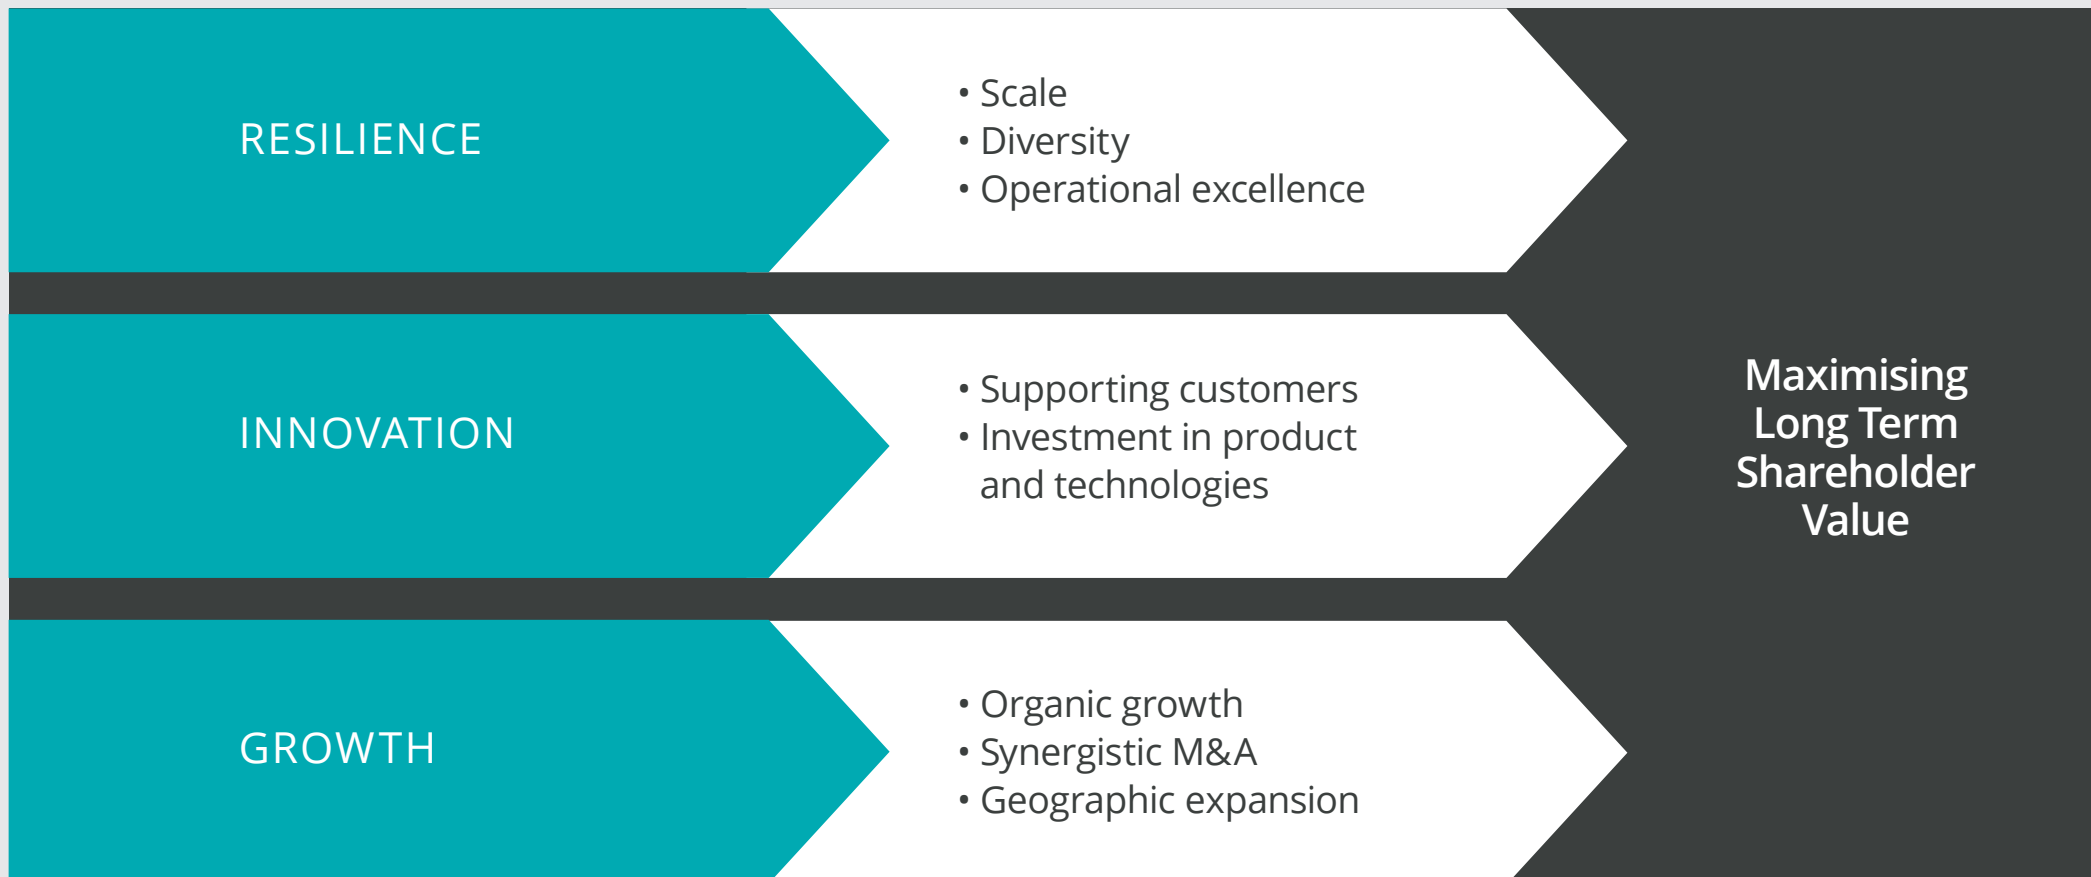 RESILIENCE
• Scale
• Diversity
• Operational excellence
INNOVATION
• Supporting customers
• Investment in product
and technologies
GROWTH
• Organic growth
• Synergistic M&A
• Geographic expansion
Maximising
Long Term
Shareholder
Value